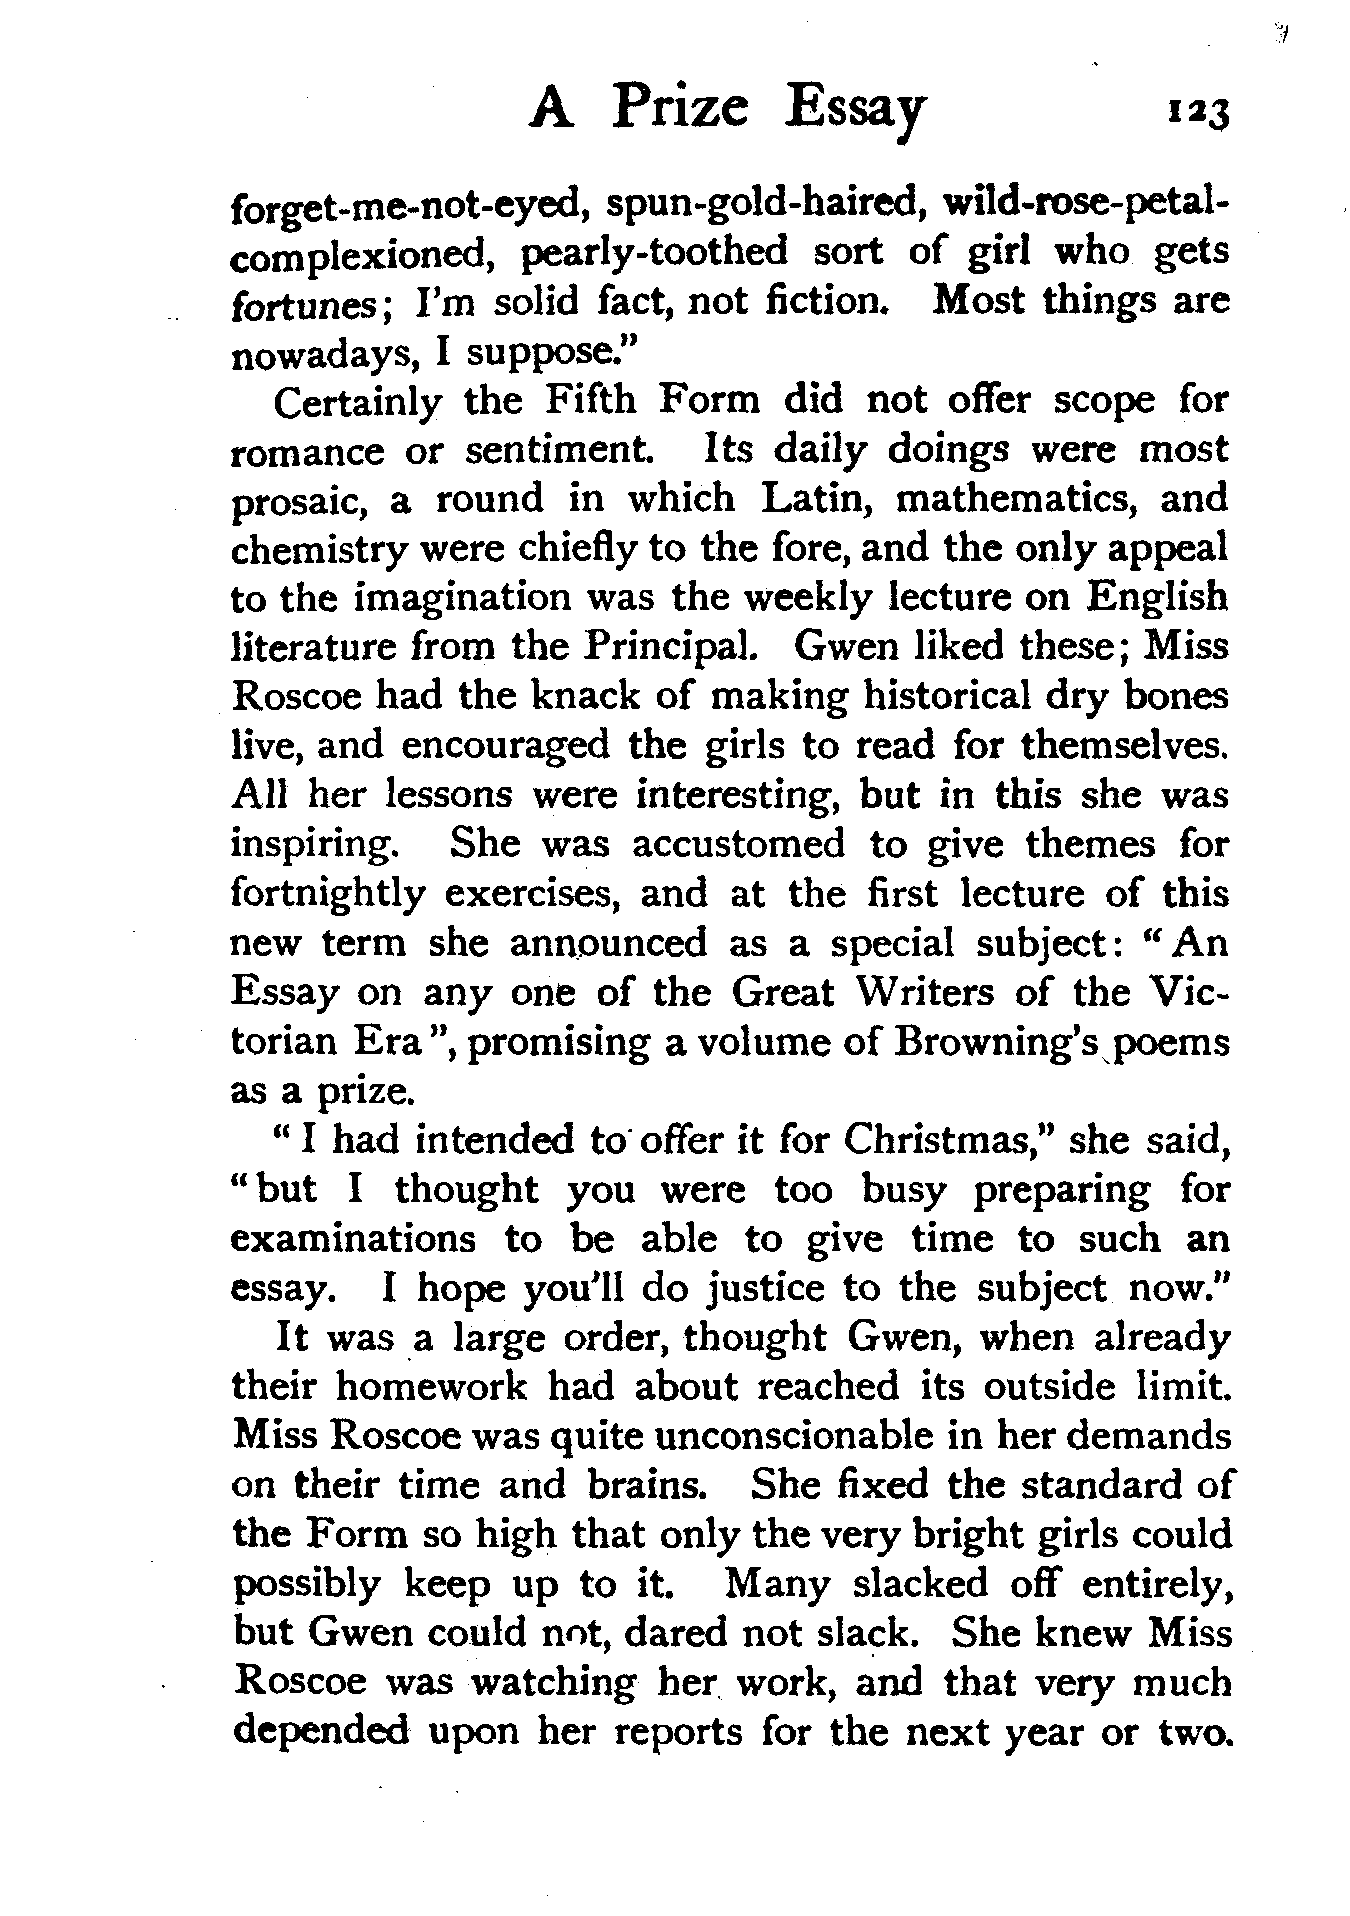 A Prize Essay 123
forget-me-not-eyed, spun-gold-haired, wild-rose-petal-
complexioned, pearly-toothed sort of girl who gets
fortunes; I'm solid fact, not fiction. Most things are
nowadays, I suppose."
Certainly the Fifth Form did not offer scope for
romance or sentiment. Its daily doings were most
prosaic, a round in which Latin, mathematics, and
chemistry were chiefly to the fore, and the only appeal
to the imagination was the weekly lecture on English
literature from the Principal. Gwen liked these; Miss
Roscoe had the knack of making historical dry bones
live, and encouraged the girls to read for themselves.
All her lessons were interesting, but in this she was
inspiring. She was accustomed to give themes for
fortnightly exercises, and at the first lecture of this
new term she announced as a special subject: "An
Essay on any one of the Great Writers of the Vic-
torian Era", promising a volume of Browning's poems
as a prize.
"I had intended to offer it for Christmas," she said,
"but I thought you were too busy preparing for
examinations to be able to give time to such an
essay. I hope you'll do justice to the subject now."
It was a large order, thought Gwen, when already
their homework had about reached its outside limit.
Miss Roscoe was quite unconscionable in her demands
on their time and brains. She fixed the standard of
the Form so high that only the very bright girls could
possibly keep up to it. Many slacked off entirely,
but Gwen could not, dared not slack. She knew Miss
Roscoe was watching her work, and that very much
depended upon her reports for the next year or two.